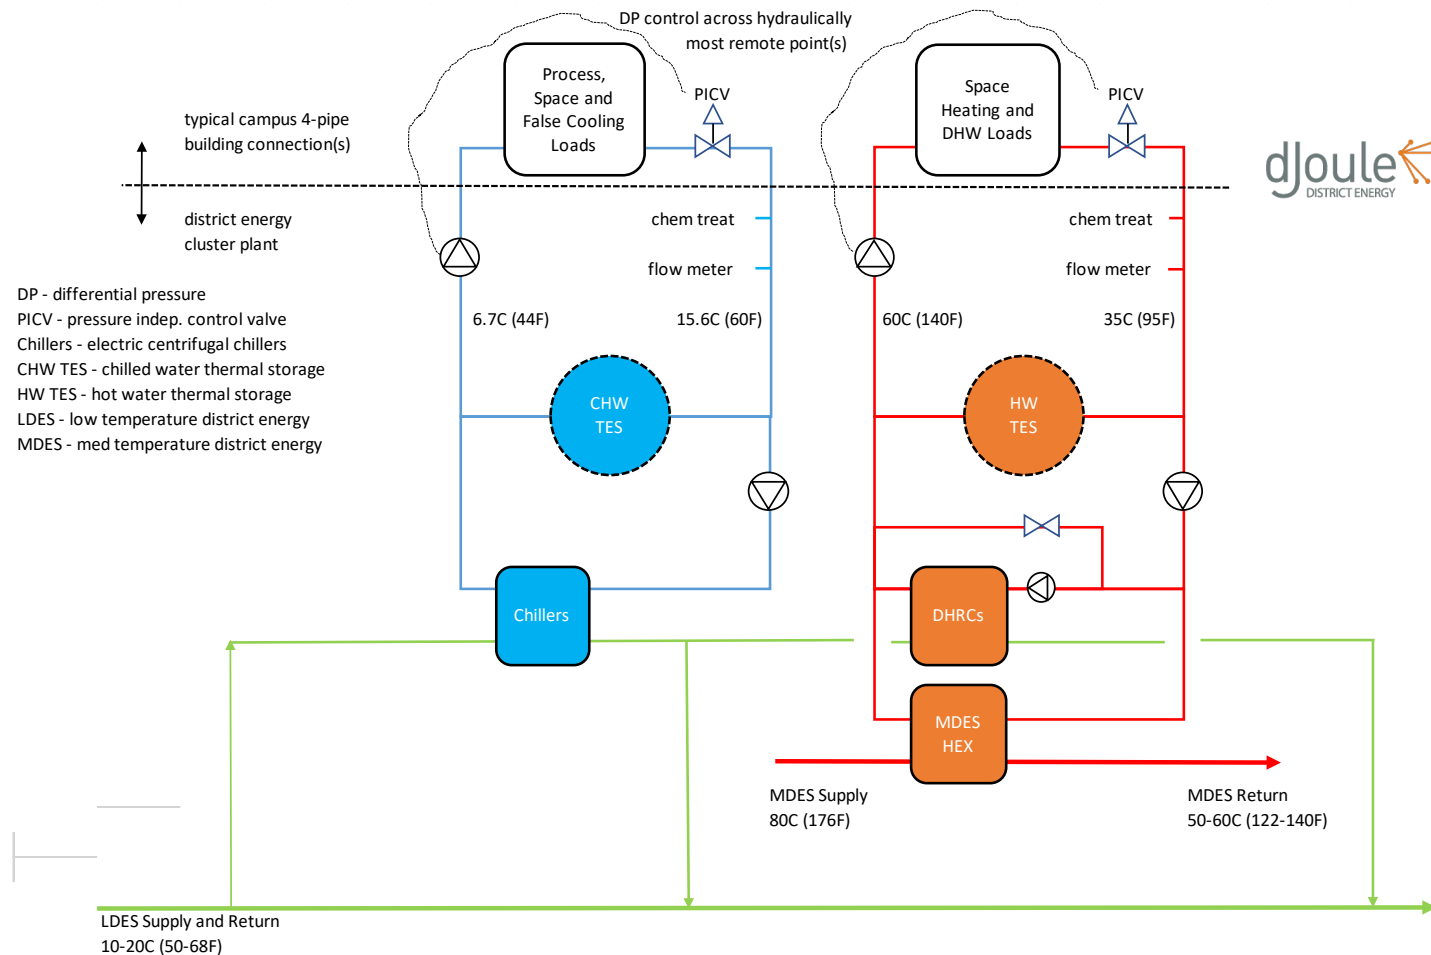 DP control across hydraulically
most remote point(s)
Process,
Space and
False Cooling
Loads
PICV
Space
Heating and
DHW Loads
PICV
typical campus 4-pipe
building connection(s)
dJoule
DISTRICT ENERGY
district energy
cluster plant
chem treat
flow meter
chem treat
flow meter
DP - differential pressure
PICV - pressure indep. control valve
Chillers - electric centrifugal chillers
CHW TES - chilled water thermal storage
HW TES - hot water thermal storage
LDES - low temperature district energy
MDES - med temperature district energy
6.7C (44F)
15.6C (60F)
60C (140F)
35C (95F)
CHW
TES
HW
TES
Chillers
DHRCs
MDES
HEX
MDES Supply
80C (176F)
MDES Return
50-60C (122-140F)
LDES Supply and Return
10-20C (50-68F)